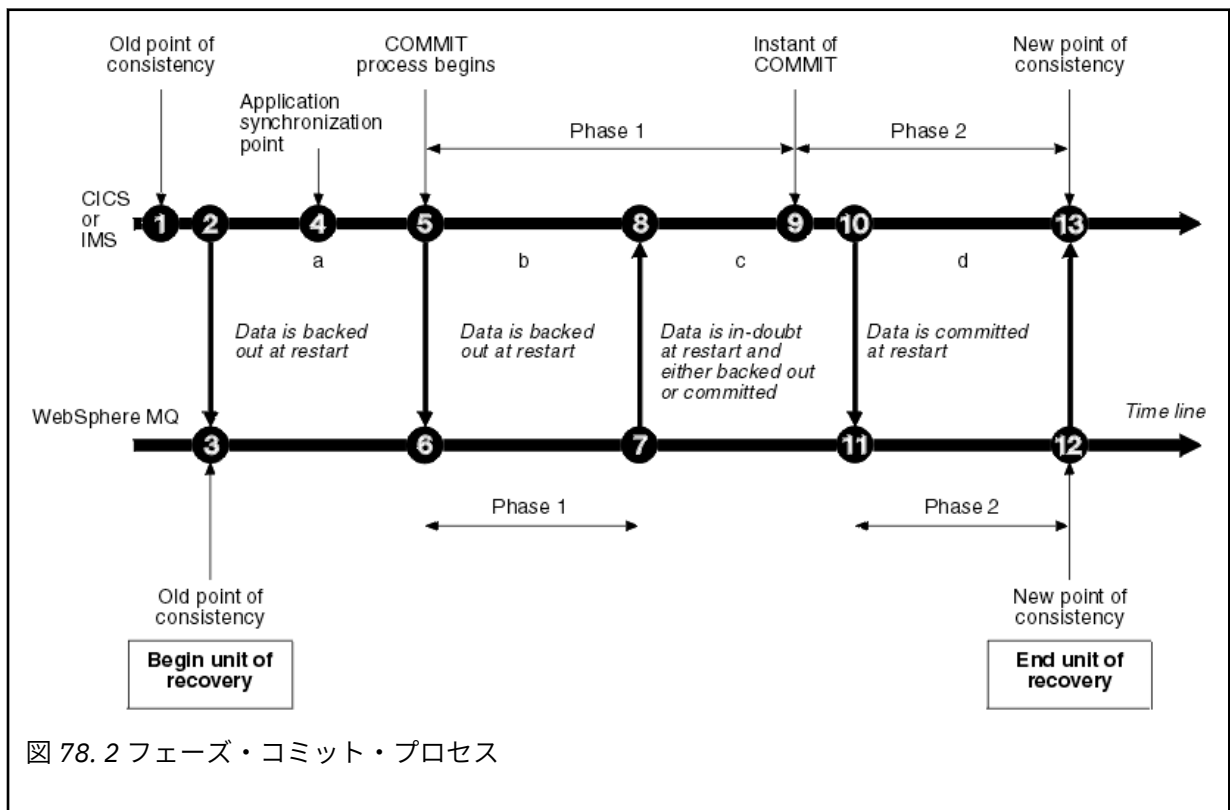 Old point of
consistency
COMMIT
process begins
Instant of
COMMIT
New point of
consistency
Application
synchronization
point
Phase 1
Phase 2
CICS
or
IMS
1
2
4
5
8
9
10
13
a
b
c
d
Data is backed
out at restart
Data is backed
out at restart
Data is in-doubt
at restart and
either backed out
or committed
Data is committed
at restart
WebSphere MQ
Time line
3
6
7
11
12
Phase 1
Phase 2
Old point of
consistency
New point of
consistency
Begin unit of
recovery
End unit of
recovery
図 78. 2 フェーズ・コミット・プロセス